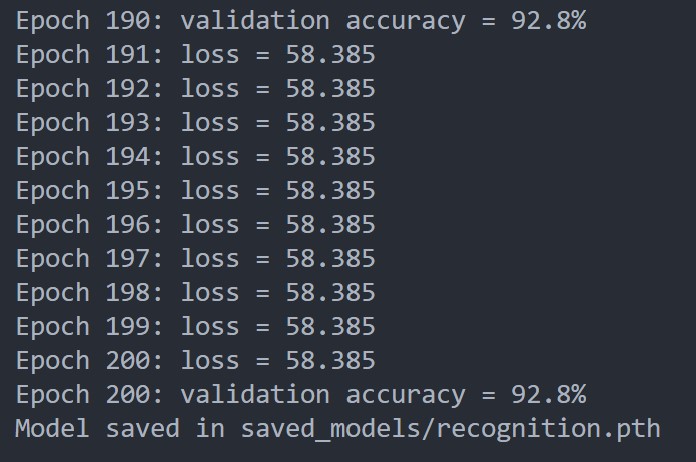 Epoch 190: validation accuracy = 92.8%
Epoch 191: loss = 58.385
Epoch 192: loss = 58.385
Epoch 193: loss = 58.385
Epoch 194: loss = 58.385
Epoch 195: loss = 58.385
Epoch 196: loss = 58.385
Epoch 197: loss = 58.385
Epoch 198: loss = 58.385
Epoch 199: loss = 58.385
Epoch 200: loss = 58.385
Epoch 200: validation accuracy = 92.8%
Model saved in saved_models/recognition.pth